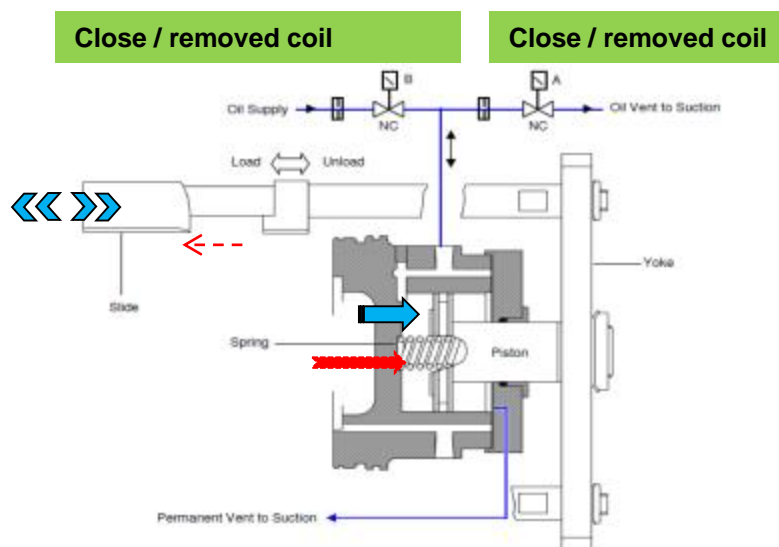 Close / removed coil
Close / removed coil
B
A
Oil Supply
Oil Vent to Suction
NC
NC
Load
Unload
Yoke
Slide
Spring
Piston
Permanent Vent to Suction